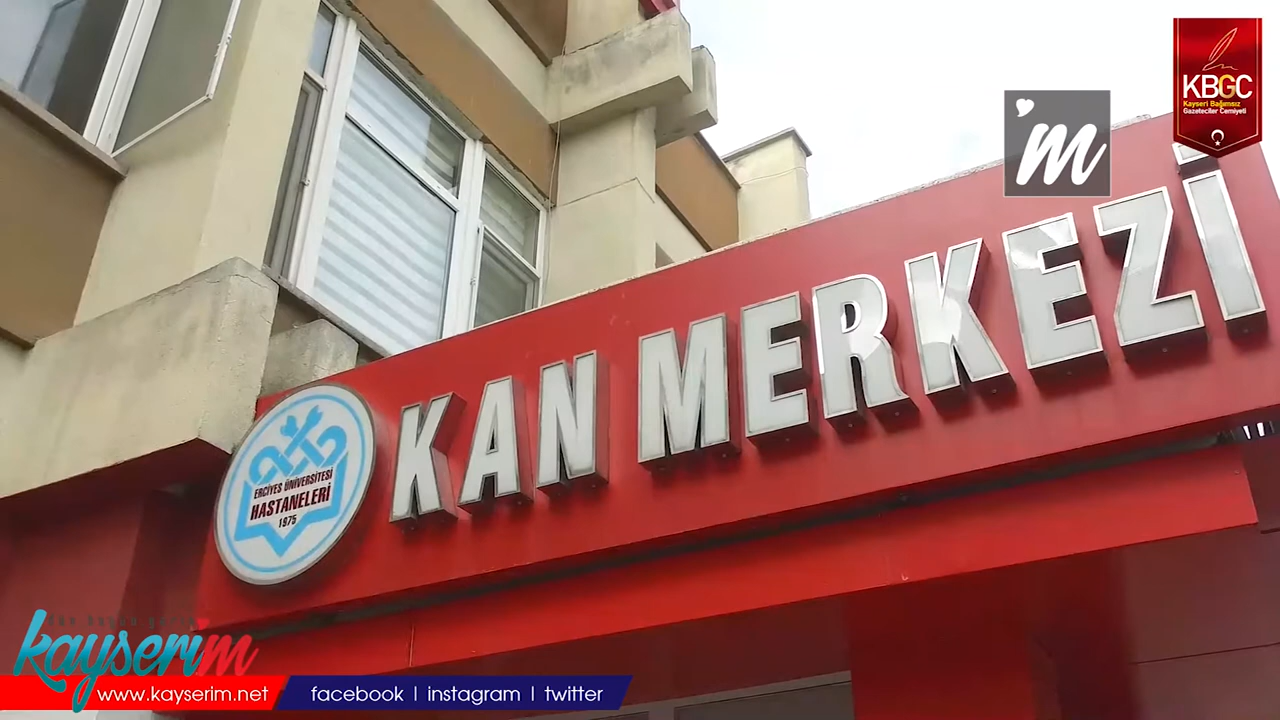 KBGC
Kayseri Bağımsız
Gazeteciler Cemiyeti
'm
KAN MERKEZİ
ERCİYES ÜNİVERSİTESİ
HASTANELERİ
1975
kayserim
www.kayserim.net
facebook | instagram | twitter